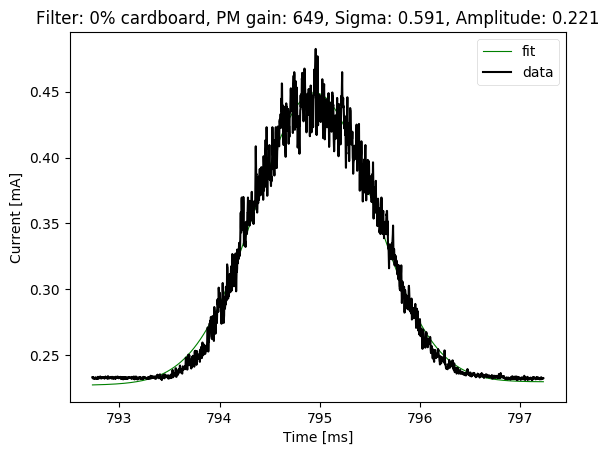 Filter: 0% cardboard, PM gain: 649, Sigma: 0.591, Amplitude: 0.221
fit
data
0.45
0.40
0.35
0.30
0.25
Current [mA]
793 794 795 796 797
Time [ms]